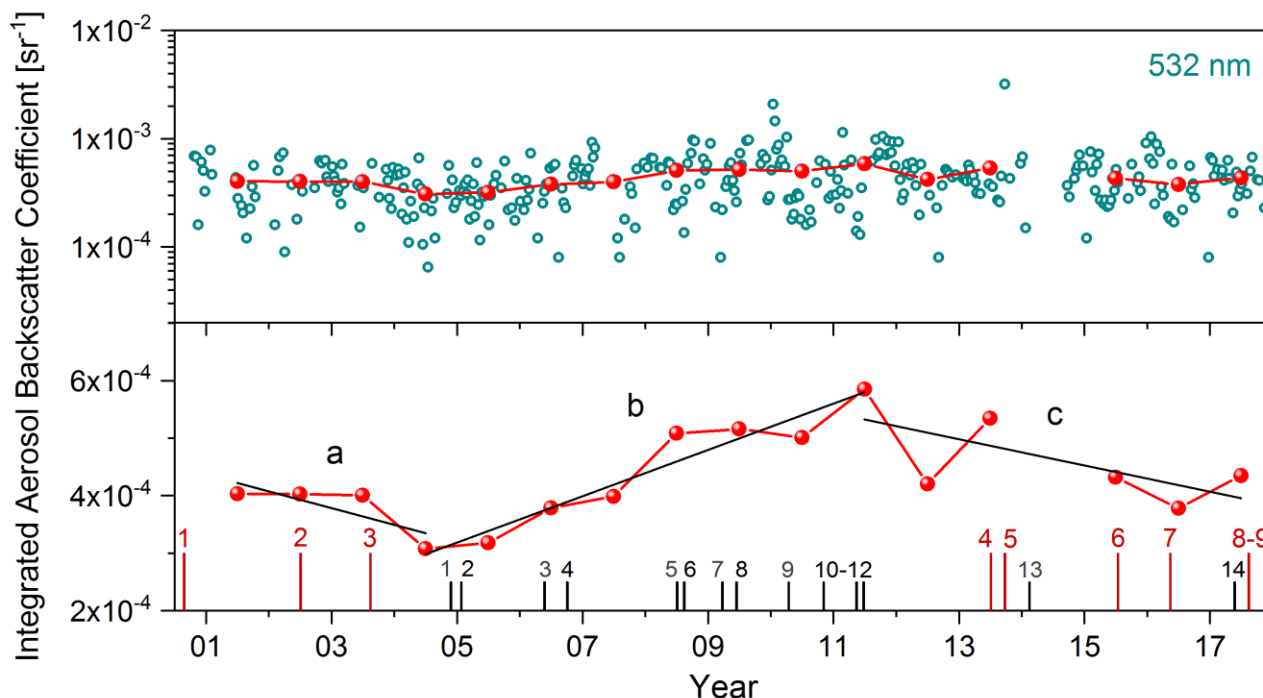 Integrated Aerosol Backscatter Coefficient [sr⁻¹]
1x10⁻²
532 nm
1x10⁻³
1x10⁻⁴
6x10⁻⁴
b
c
a
4x10⁻⁴
1 2 3 4 5 6 7 8-9
1 2 3 4 5 6 7 8 9 10-12 13 14
2x10⁻⁴
01 03 05 07 09 11 13 15 17
Year